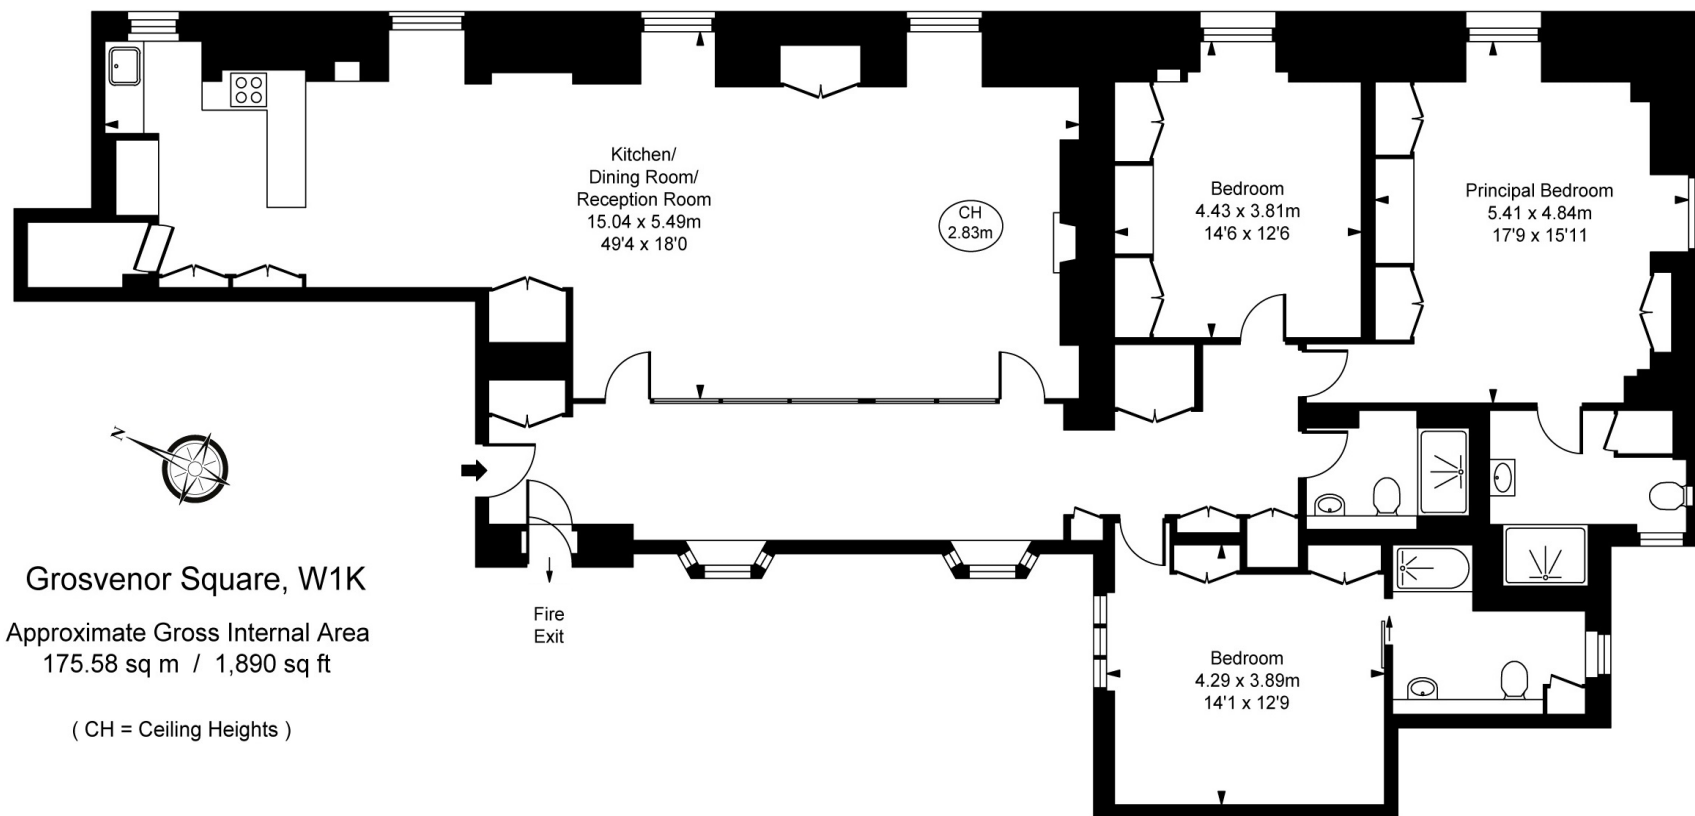 Kitchen/
Dining Room/
Reception Room
15.04 x 5.49m
49'4 x 18'0
CH
2.83m
Bedroom
4.43 x 3.81m
14'6 x 12'6
Principal Bedroom
5.41 x 4.84m
17'9 x 15'11
N
Grosvenor Square, W1K
Approximate Gross Internal Area
175.58 sq m / 1,890 sq ft
( CH = Ceiling Heights )
Fire
Exit
Bedroom
4.29 x 3.89m
14'1 x 12'9